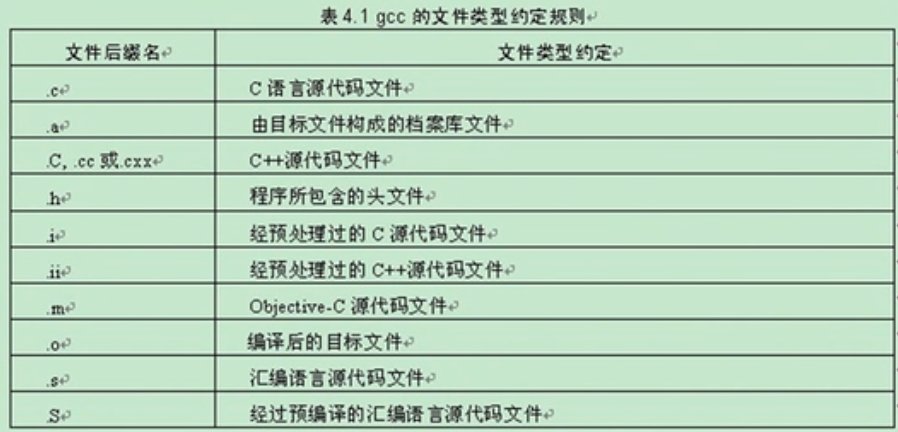 表 4.1 gcc 的文件类型约定规则
文件后缀名 文件类型约定
.c C 语言源代码文件
.a 由目标文件构成的档案库文件
.C, .cc 或.cxx C++源代码文件
.h 程序所包含的头文件
.i 经预处理过的 C 源代码文件
.ii 经预处理过的 C++源代码文件
.m Objective-C 源代码文件
.o 编译后的目标文件
.s 汇编语言源代码文件
.S 经过预编译的汇编语言源代码文件